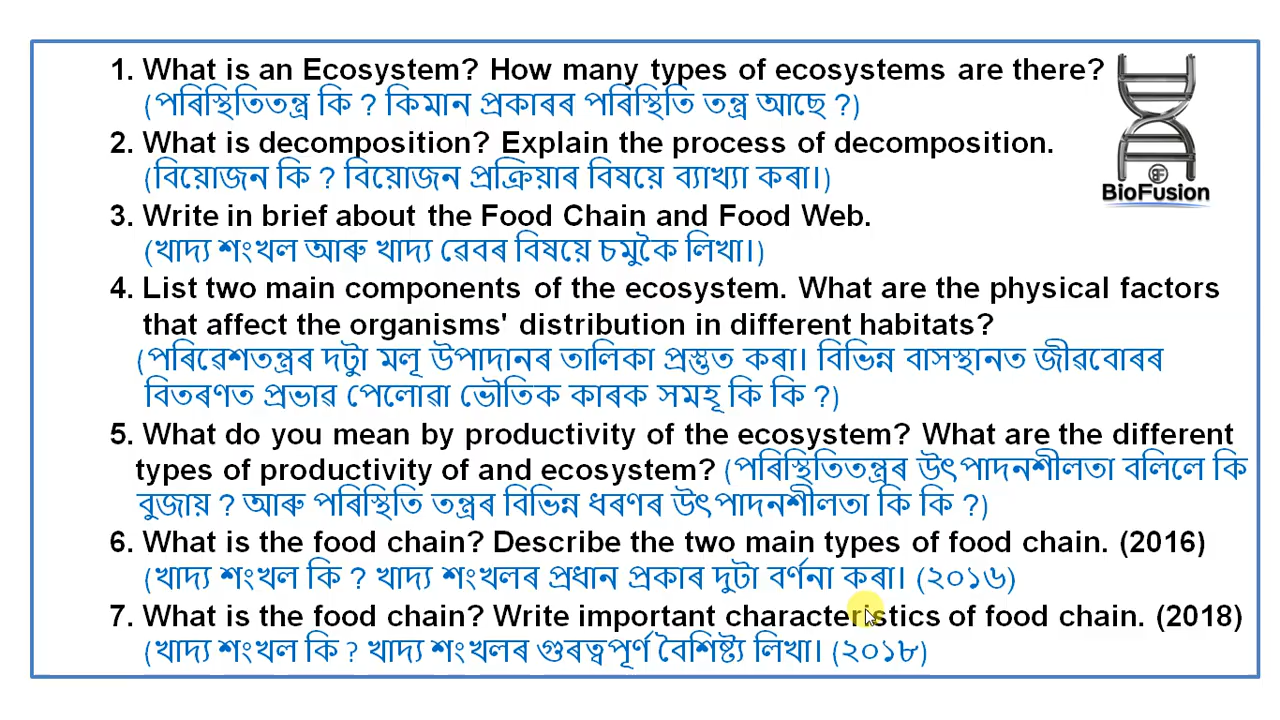 1. What is an Ecosystem? How many types of ecosystems are there?
(পৰিস্থিতিতন্ত্ৰ কি ? কিমান প্ৰকাৰৰ পৰিস্থিতি তন্ত্ৰ আছে ?)
2. What is decomposition? Explain the process of decomposition.
(বিয়োজন কি ? বিয়োজন প্ৰক্ৰিয়াৰ বিষয়ে ব্যাখ্যা কৰা।)
3. Write in brief about the Food Chain and Food Web.
(খাদ্য শংখল আৰু খাদ্য ৱেবৰ বিষয়ে চমুকৈ লিখা।)
4. List two main components of the ecosystem. What are the physical factors
that affect the organisms' distribution in different habitats?
(পৰিৱেশতন্ত্ৰৰ দুটা মূল উপাদানৰ তালিকা প্ৰস্তুত কৰা। বিভিন্ন বাসস্থানত জীৱবোৰৰ
বিতৰণত প্ৰভাৱ পেলোৱা ভৌতিক কাৰক সমূহ কি কি ?)
5. What do you mean by productivity of the ecosystem? What are the different
types of productivity of and ecosystem? (পৰিস্থিতিতন্ত্ৰৰ উৎপাদনশীলতা বলিলে কি
বুজায় ? আৰু পৰিস্থিতি তন্ত্ৰৰ বিভিন্ন ধৰণৰ উৎপাদনশীলতা কি কি ?)
6. What is the food chain? Describe the two main types of food chain. (2016)
(খাদ্য শংখল কি ? খাদ্য শংখলৰ প্ৰধান প্ৰকাৰ দুটা বৰ্ণনা কৰা। (২০১৬)
7. What is the food chain? Write important characteristics of food chain. (2018)
(খাদ্য শংখল কি ? খাদ্য শংখলৰ গুৰত্বপূৰ্ণ বৈশিষ্ট্য লিখা। (২০১৮)
BioFusion